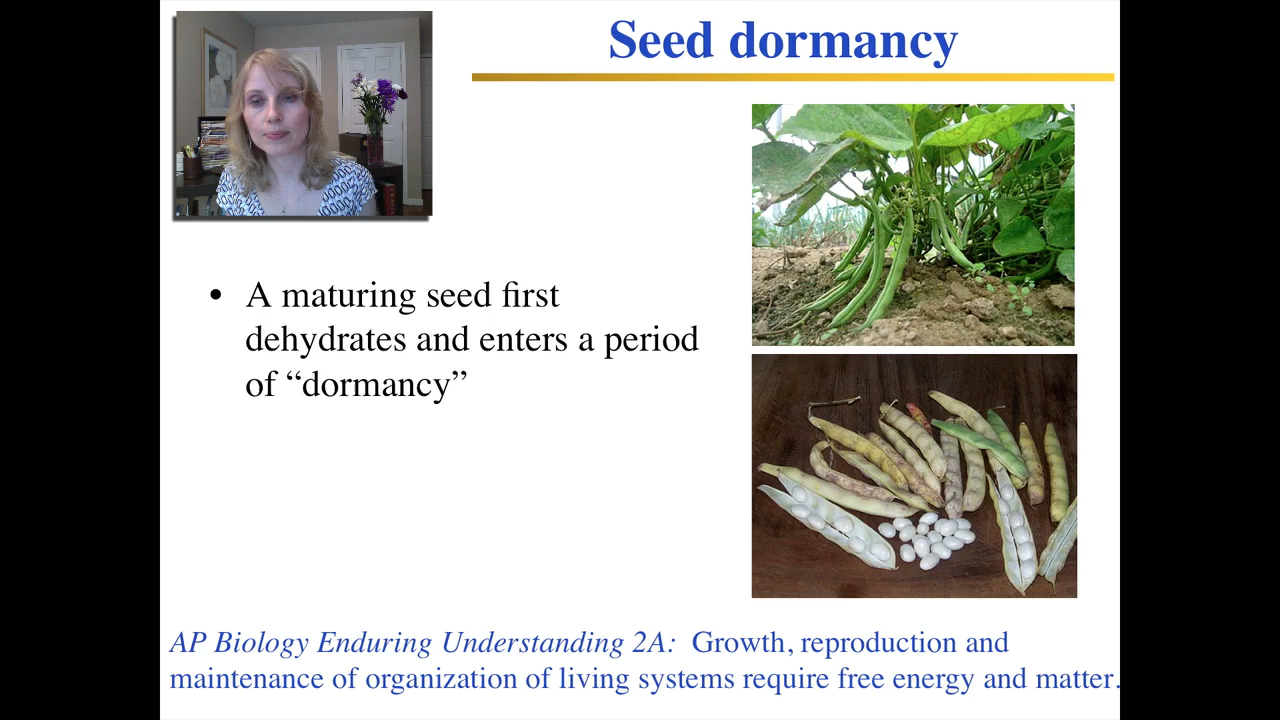 Seed dormancy
• A maturing seed first
dehydrates and enters a period
of “dormancy”
AP Biology Enduring Understanding 2A:  Growth, reproduction and
maintenance of organization of living systems require free energy and matter.